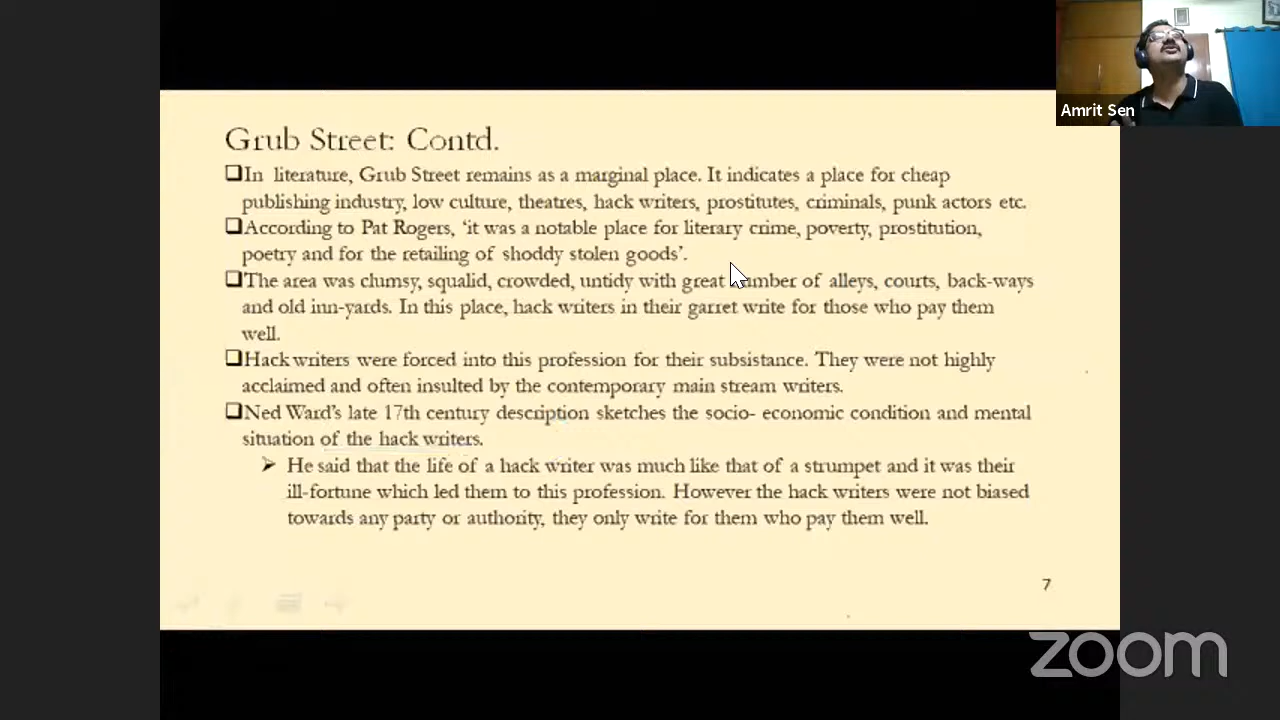 Amrit Sen
Grub Street: Contd.
In literature, Grub Street remains as a marginal place. It indicates a place for cheap
publishing industry, low culture, theatres, hack writers, prostitutes, criminals, punk actors etc.
According to Pat Rogers, ‘it was a notable place for literary crime, poverty, prostitution,
poetry and for the retailing of shoddy stolen goods’.
The area was clumsy, squalid, crowded, untidy with great number of alleys, courts, back-ways
and old inn-yards. In this place, hack writers in their garret write for those who pay them
well.
Hack writers were forced into this profession for their subsistance. They were not highly
acclaimed and often insulted by the contemporary main stream writers.
Ned Ward’s late 17th century description sketches the socio- economic condition and mental
situation of the hack writers.
He said that the life of a hack writer was much like that of a strumpet and it was their
ill-fortune which led them to this profession. However the hack writers were not biased
towards any party or authority, they only write for them who pay them well.
7
zoom